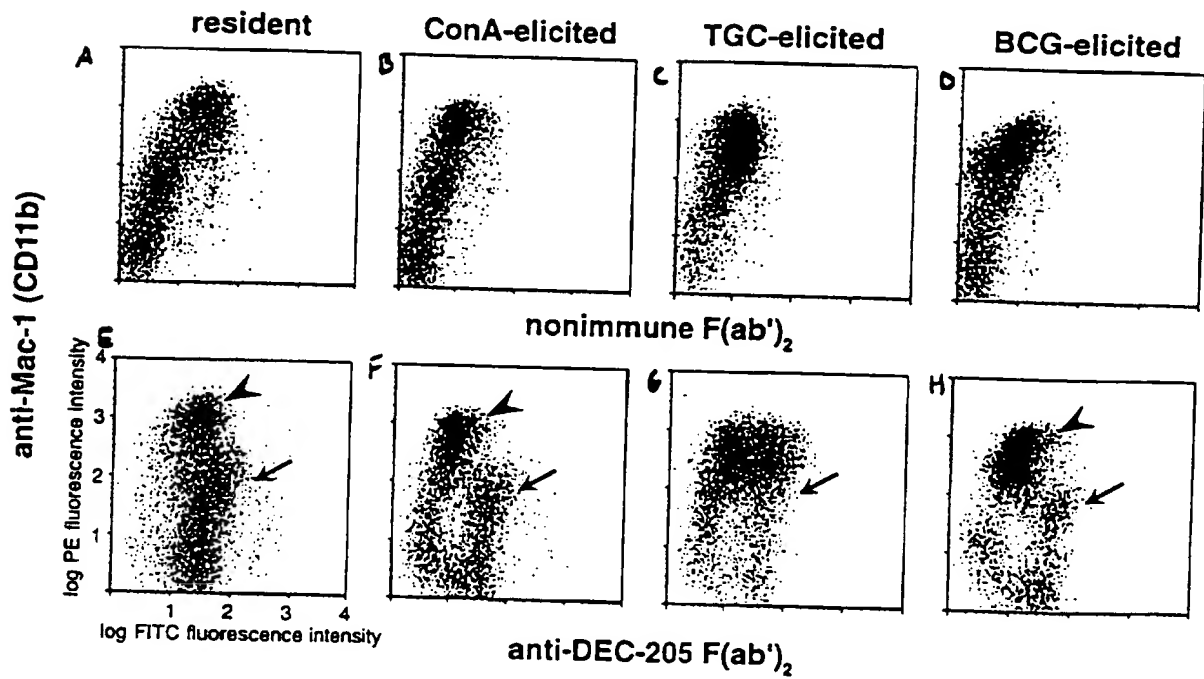 resident
ConA-elicited
TGC-elicited
BCG-elicited
A
B
C
D
anti-Mac-1 (CD11b)
nonimmune F(ab')2
E
F
G
H
4
3
2
1
log PE fluorescence intensity
1 2 3 4
log FITC fluorescence intensity
anti-DEC-205 F(ab')2